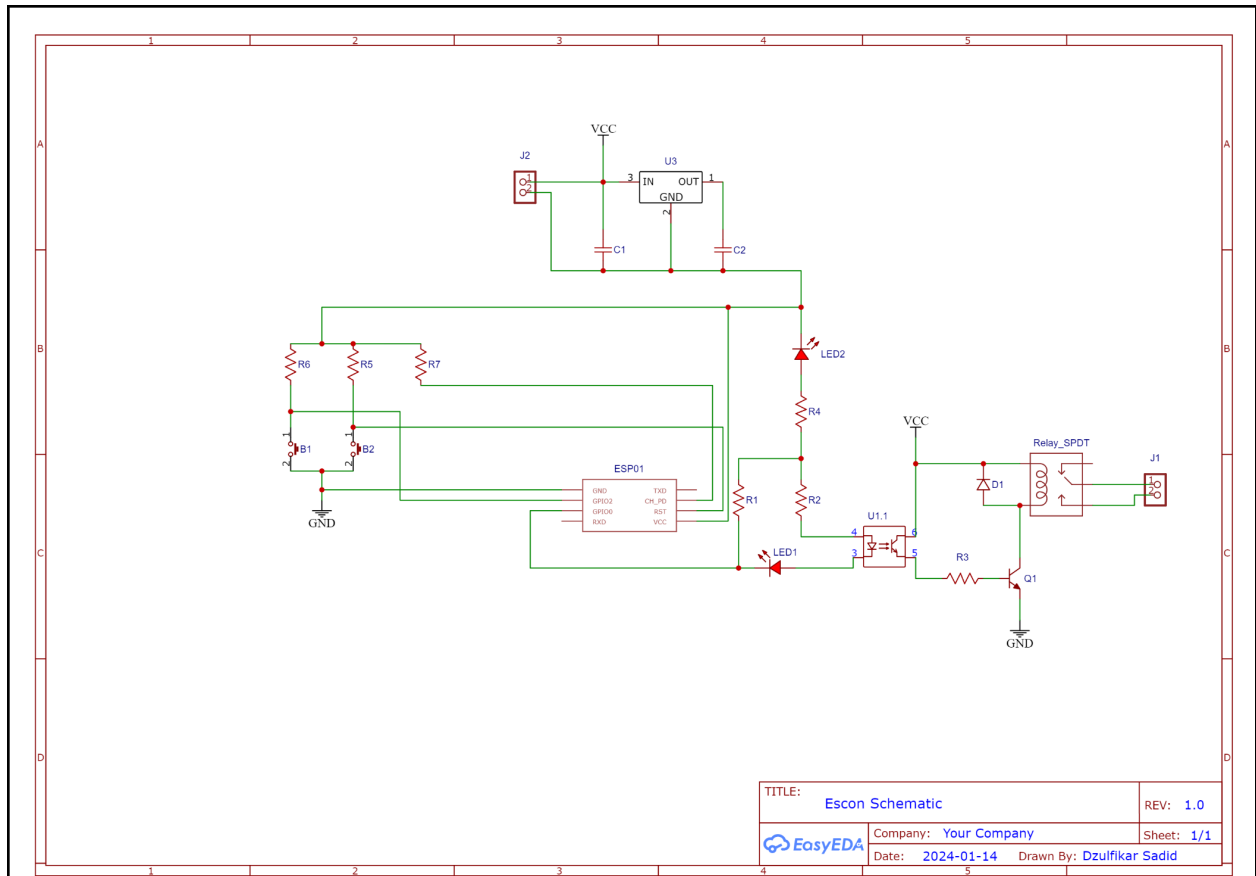 1 2 3 4 5
A A
VCC
J2 U3
1 3 IN OUT 1
2 GND
2
C1 C2
B B
R6 R5 R7 LED2
R4
VCC
1 1 Relay_SPDT
B1 B2 J1
2 2 ESP01
GND TXD D1 1
GPIO2 CH_PD R1 R2 2
GPIO0 RST U1.1
GND RXD VCC 4 6
C C
LED1 3 5 R3
Q1
GND
D D
TITLE:
Escon Schematic REV: 1.0
EasyEDA Company: Your Company Sheet: 1/1
Date: 2024-01-14 Drawn By: Dzulfikar Sadid
1 2 3 4 5